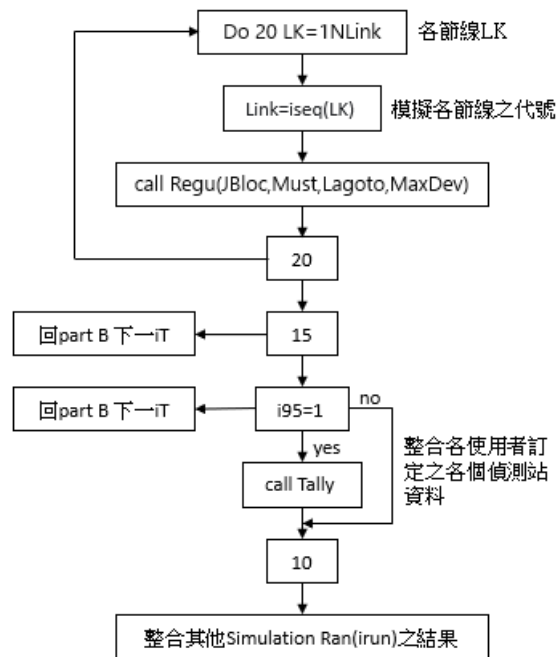 Do 20 LK=1NLink
各節線LK
Link=iseq(LK)
模擬各節線之代號
call Regu(JBloc,Must,Lagoto,MaxDev)
20
回part B 下一iT
15
回part B 下一iT
i95=1
no
yes
整合各使用者訂
定之各個偵測站
資料
call Tally
10
整合其他Simulation Ran(irun)之結果